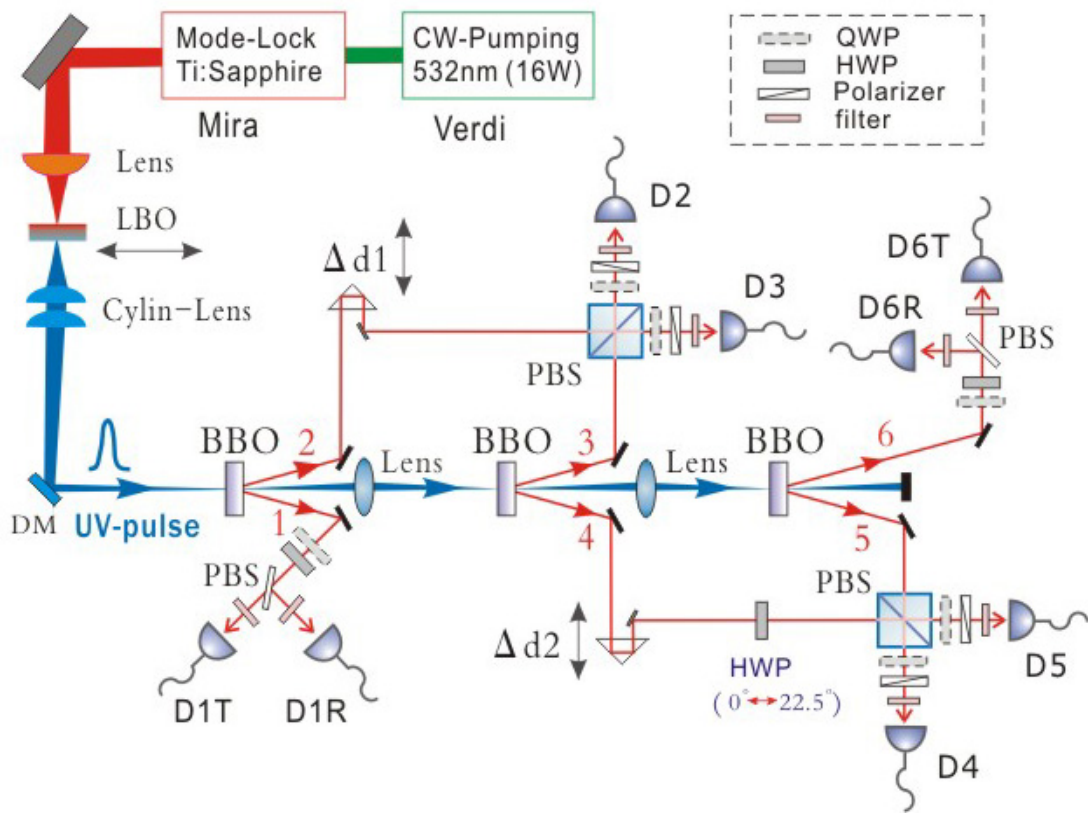 Mode-Lock
Ti:Sapphire
CW-Pumping
532nm (16W)
Mira
Verdi
QWP
HWP
Polarizer
filter
Lens
LBO
Cylin-Lens
Δd1
D2
D3
PBS
D6T
D6R
PBS
BBO
2
1
Lens
BBO
3
4
Lens
BBO
6
5
DM
UV-pulse
PBS
D1T
D1R
Δd2
HWP
(0°↔22.5°)
PBS
D5
D4